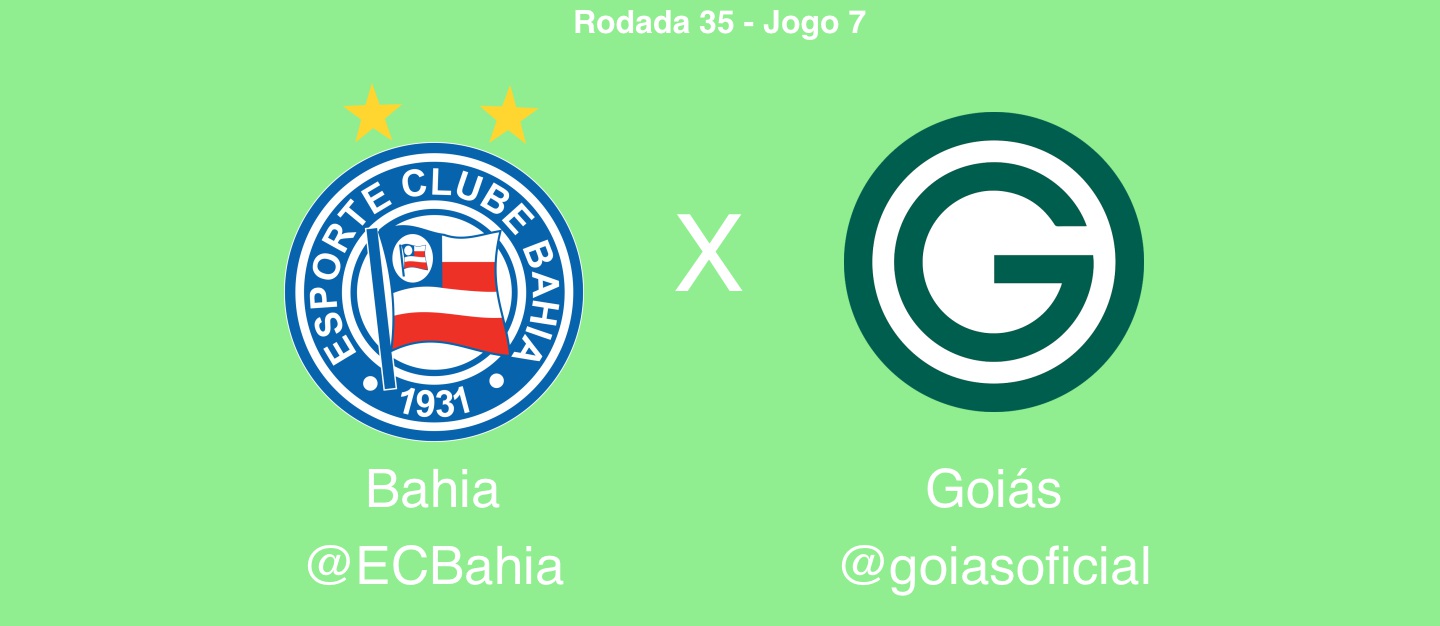 Rodada 35 - Jogo 7
ESPORTE CLUBE BAHIA
1931
X
G
Bahia
Goiás
@ECBahia
@goiasoficial